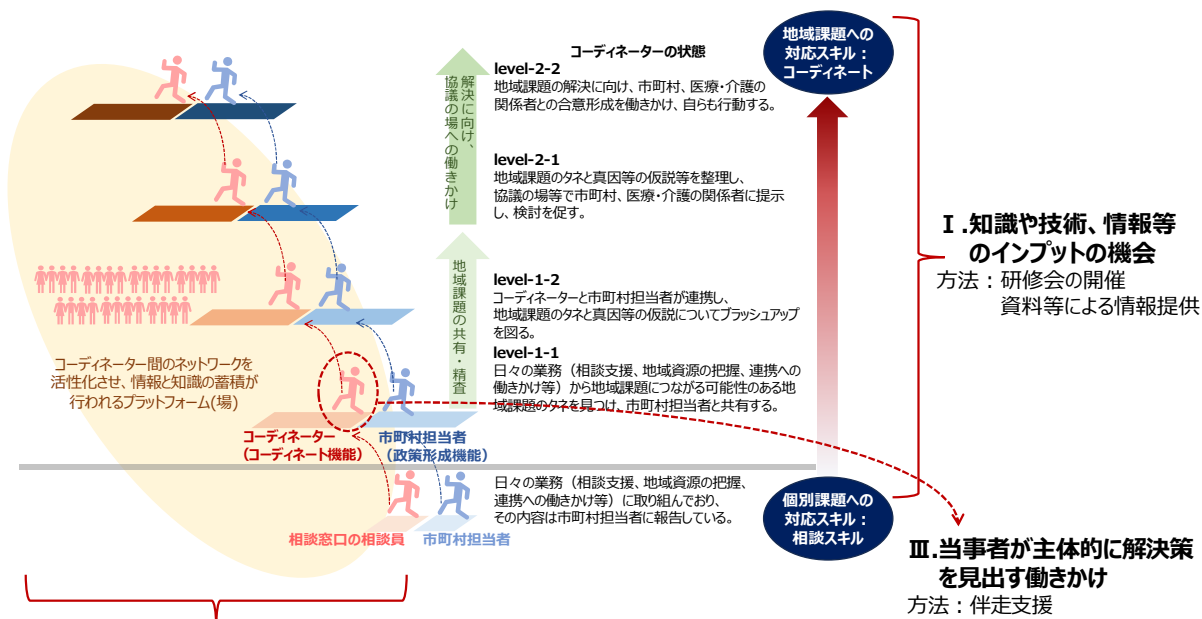 コーディネーターの状態
level-2-2
地域課題の解決に向け、市町村、医療・介護の
関係者との合意形成を働きかけ、自らも行動する。
level-2-1
地域課題のタネと真因等の仮説等を整理し、
協議の場等で市町村、医療・介護の関係者に提示
し、検討を促す。
解決に向け、
協議の場への働きかけ
level-1-2
コーディネーターと市町村担当者が連携し、
地域課題のタネと真因等の仮説についてブラッシュアップ
を図る。
level-1-1
日々の業務（相談支援、地域資源の把握、連携への
働きかけ等）から地域課題につながる可能性のある地
域課題のタネを見つけ、市町村担当者と共有する。
地域課題の共有・精査
コーディネーター間のネットワークを
活性化させ、情報と知識の蓄積が
行われるプラットフォーム(場)
コーディネーター
（コーディネート機能）
市町村担当者
（政策形成機能）
日々の業務（相談支援、地域資源の把握、
連携への働きかけ等）に取り組んでおり、
その内容は市町村担当者に報告している。
相談窓口の相談員
市町村担当者
地域課題への
対応スキル：
コーディネート
個別課題への
対応スキル：
相談スキル
Ⅰ.知識や技術、情報等
のインプットの機会
方法：研修会の開催
資料等による情報提供
Ⅲ.当事者が主体的に解決策
を見出す働きかけ
方法：伴走支援